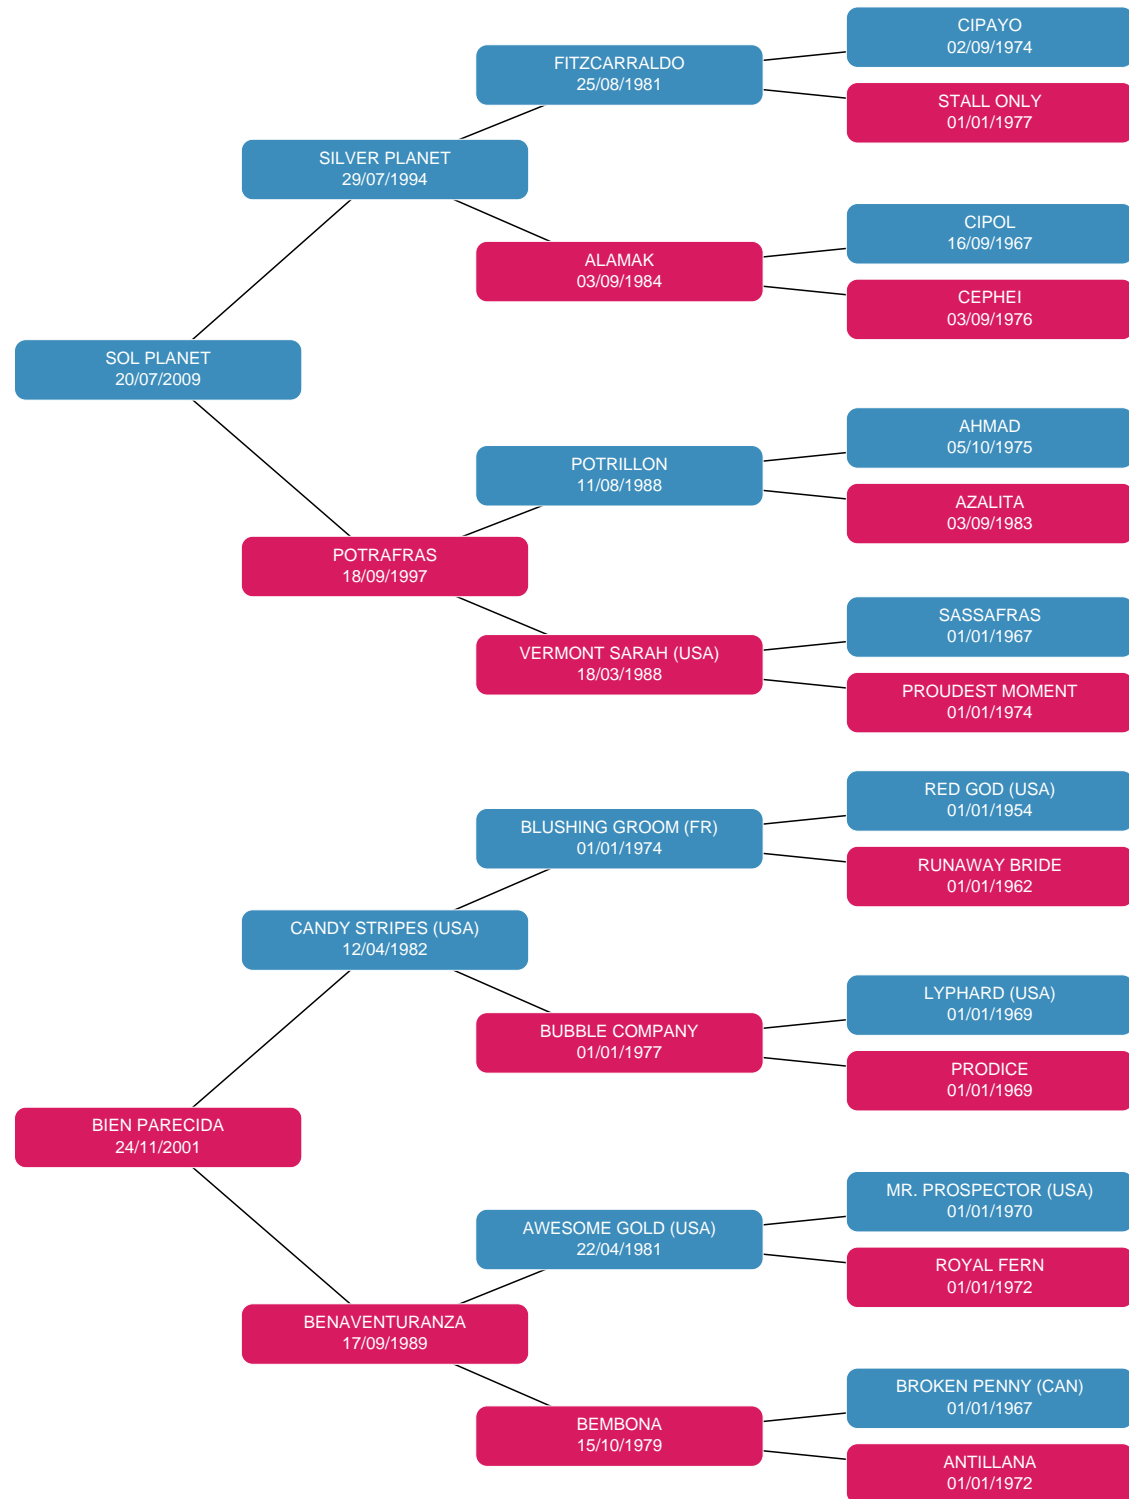 CIPAYO
02/09/1974
FITZCARRALDO
25/08/1981
STALL ONLY
01/01/1977
SILVER PLANET
29/07/1994
CIPOL
16/09/1967
ALAMAK
03/09/1984
CEPHEI
03/09/1976
SOL PLANET
20/07/2009
AHMAD
05/10/1975
POTRILLON
11/08/1988
AZALITA
03/09/1983
POTRAFRAS
18/09/1997
SASSAFRAS
01/01/1967
VERMONT SARAH (USA)
18/03/1988
PROUDEST MOMENT
01/01/1974
RED GOD (USA)
01/01/1954
BLUSHING GROOM (FR)
01/01/1974
RUNAWAY BRIDE
01/01/1962
CANDY STRIPES (USA)
12/04/1982
LYPHARD (USA)
01/01/1969
BUBBLE COMPANY
01/01/1977
PRODICE
01/01/1969
BIEN PARECIDA
24/11/2001
MR. PROSPECTOR (USA)
01/01/1970
AWESOME GOLD (USA)
22/04/1981
ROYAL FERN
01/01/1972
BENAVENTURANZA
17/09/1989
BROKEN PENNY (CAN)
01/01/1967
BEMBONA
15/10/1979
ANTILLANA
01/01/1972